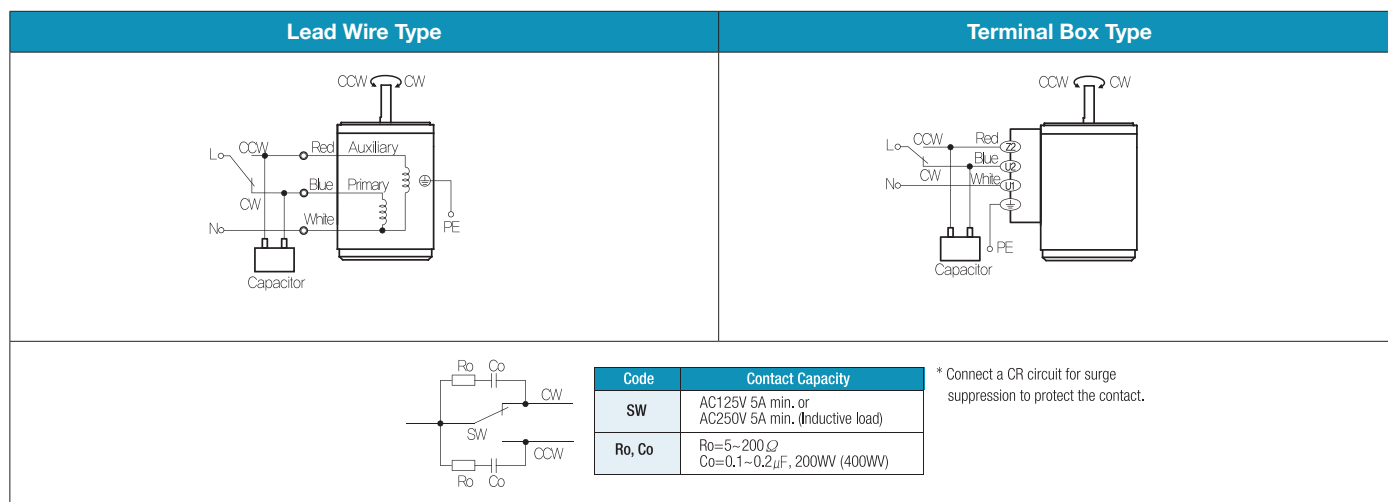 Lead Wire Type
Terminal Box Type
CCW CW
L
CCW
Red Auxiliary
Blue Primary
CW
White
N
PE
Capacitor
CCW CW
L
CCW
Red
Z2
Blue
U2
CW
White
U1
N
PE
Capacitor
Ro Co
CW
SW
CCW
Ro Co
Code Contact Capacity
SW
AC125V 5A min. or
AC250V 5A min. (Inductive load)
Ro, Co
Ro=5~200Ω
Co=0.1~0.2μF, 200WV (400WV)
* Connect a CR circuit for surge
suppression to protect the contact.